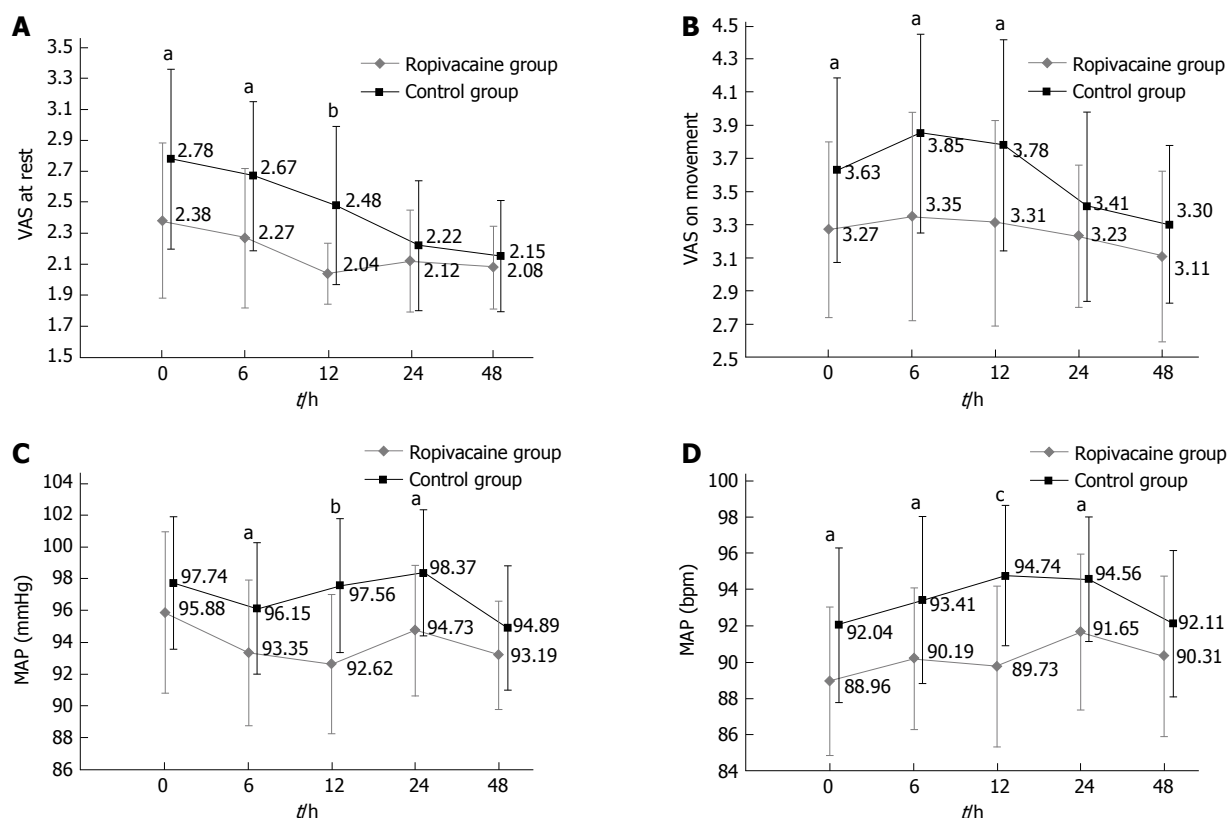 A
Ropivacaine group
Control group
VAS at rest
3.5
3.3
3.1
2.9
2.7
2.5
2.3
2.1
1.9
1.7
1.5
a
a
b
2.78
2.67
2.48
2.22
2.15
2.38
2.27
2.04
2.12
2.08
0 6 12 24 48
t/h
B
Ropivacaine group
Control group
VAS on movement
4.5
4.3
4.1
3.9
3.7
3.5
3.3
3.1
2.9
2.7
2.5
a
a
a
3.63
3.85
3.78
3.41
3.30
3.27
3.35
3.31
3.23
3.11
0 6 12 24 48
t/h
C
Ropivacaine group
Control group
MAP (mmHg)
104
102
100
98
96
94
92
90
88
86
a
b
a
97.74
96.15
97.56
98.37
94.89
95.88
93.35
92.62
94.73
93.19
0 6 12 24 48
t/h
D
Ropivacaine group
Control group
MAP (bpm)
100
98
96
94
92
90
88
86
84
a
a
c
a
92.04
93.41
94.74
94.56
92.11
88.96
90.19
89.73
91.65
90.31
0 6 12 24 48
t/h